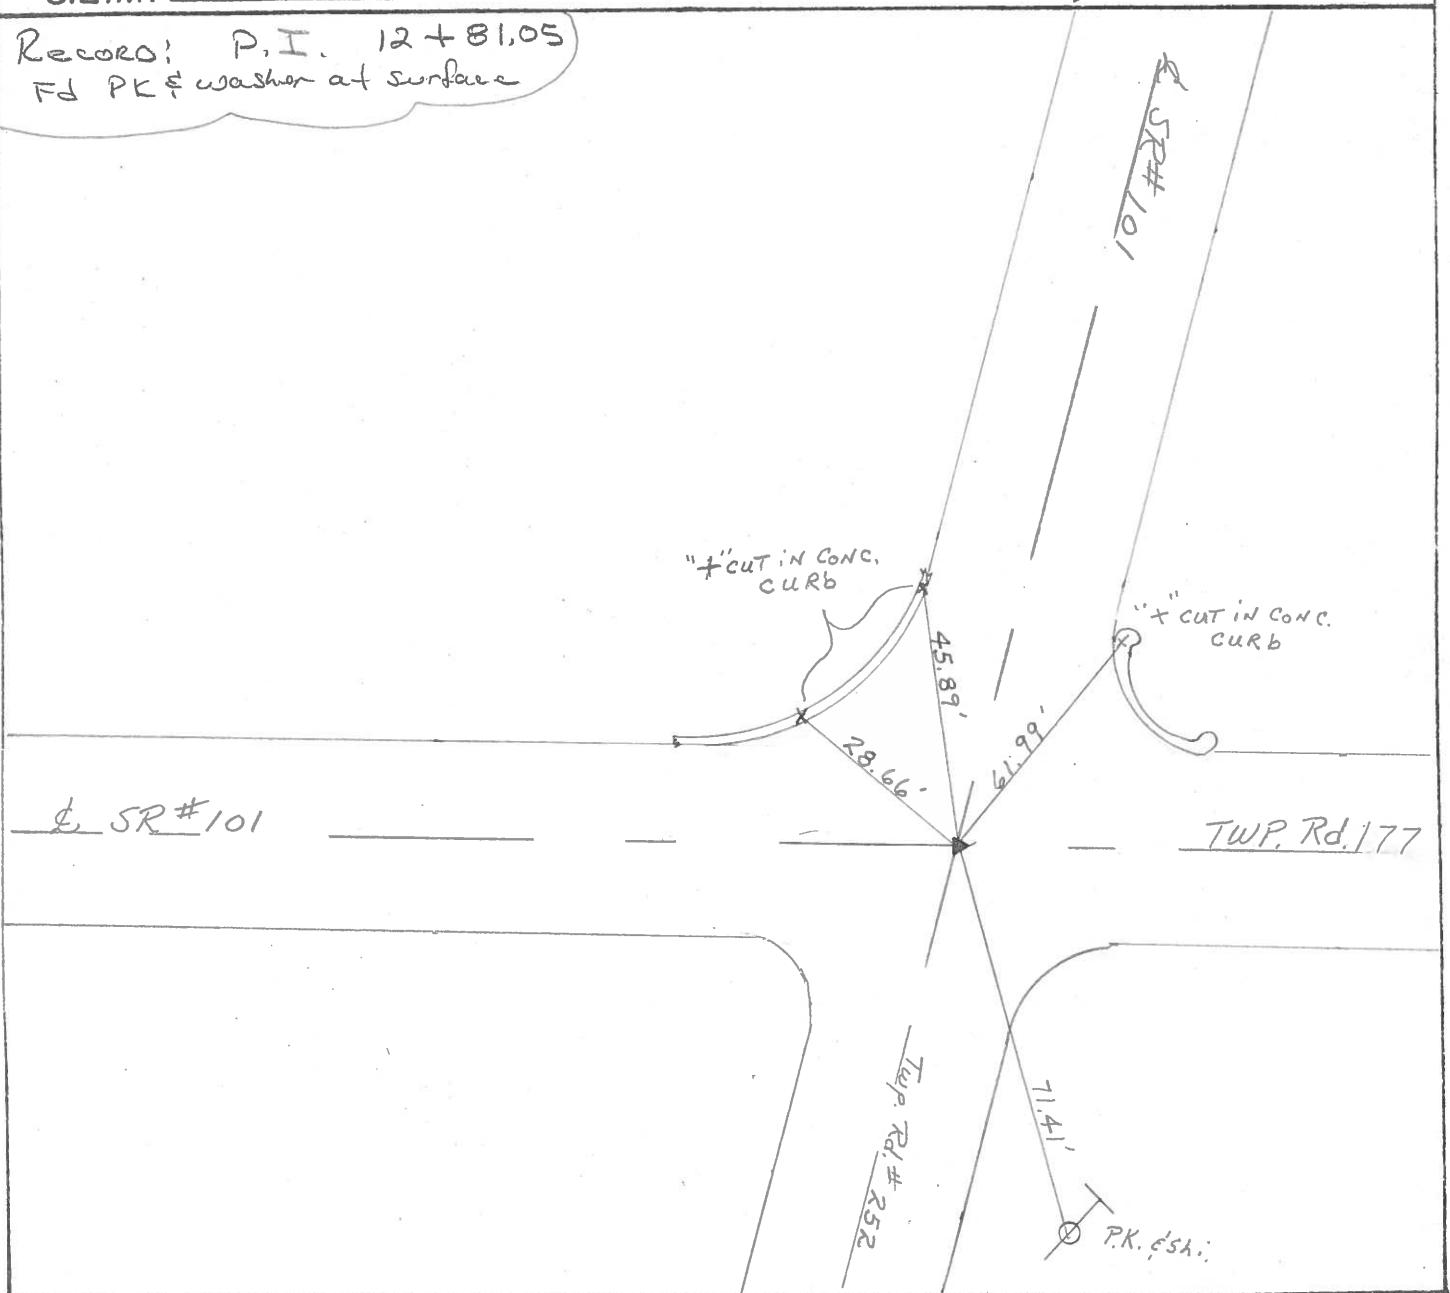 Record: P.I. 12+81.05
Fd PK & washer at surface
℄ SR# 101
"+" CUT IN CONC.
CURb
"x" CUT IN CONC.
CURb
45.89'
28.66'
61.99'
℄ SR #101
TWP. Rd. 177
Twp. Rd. # 252
71.41'
P.K. & Sh.